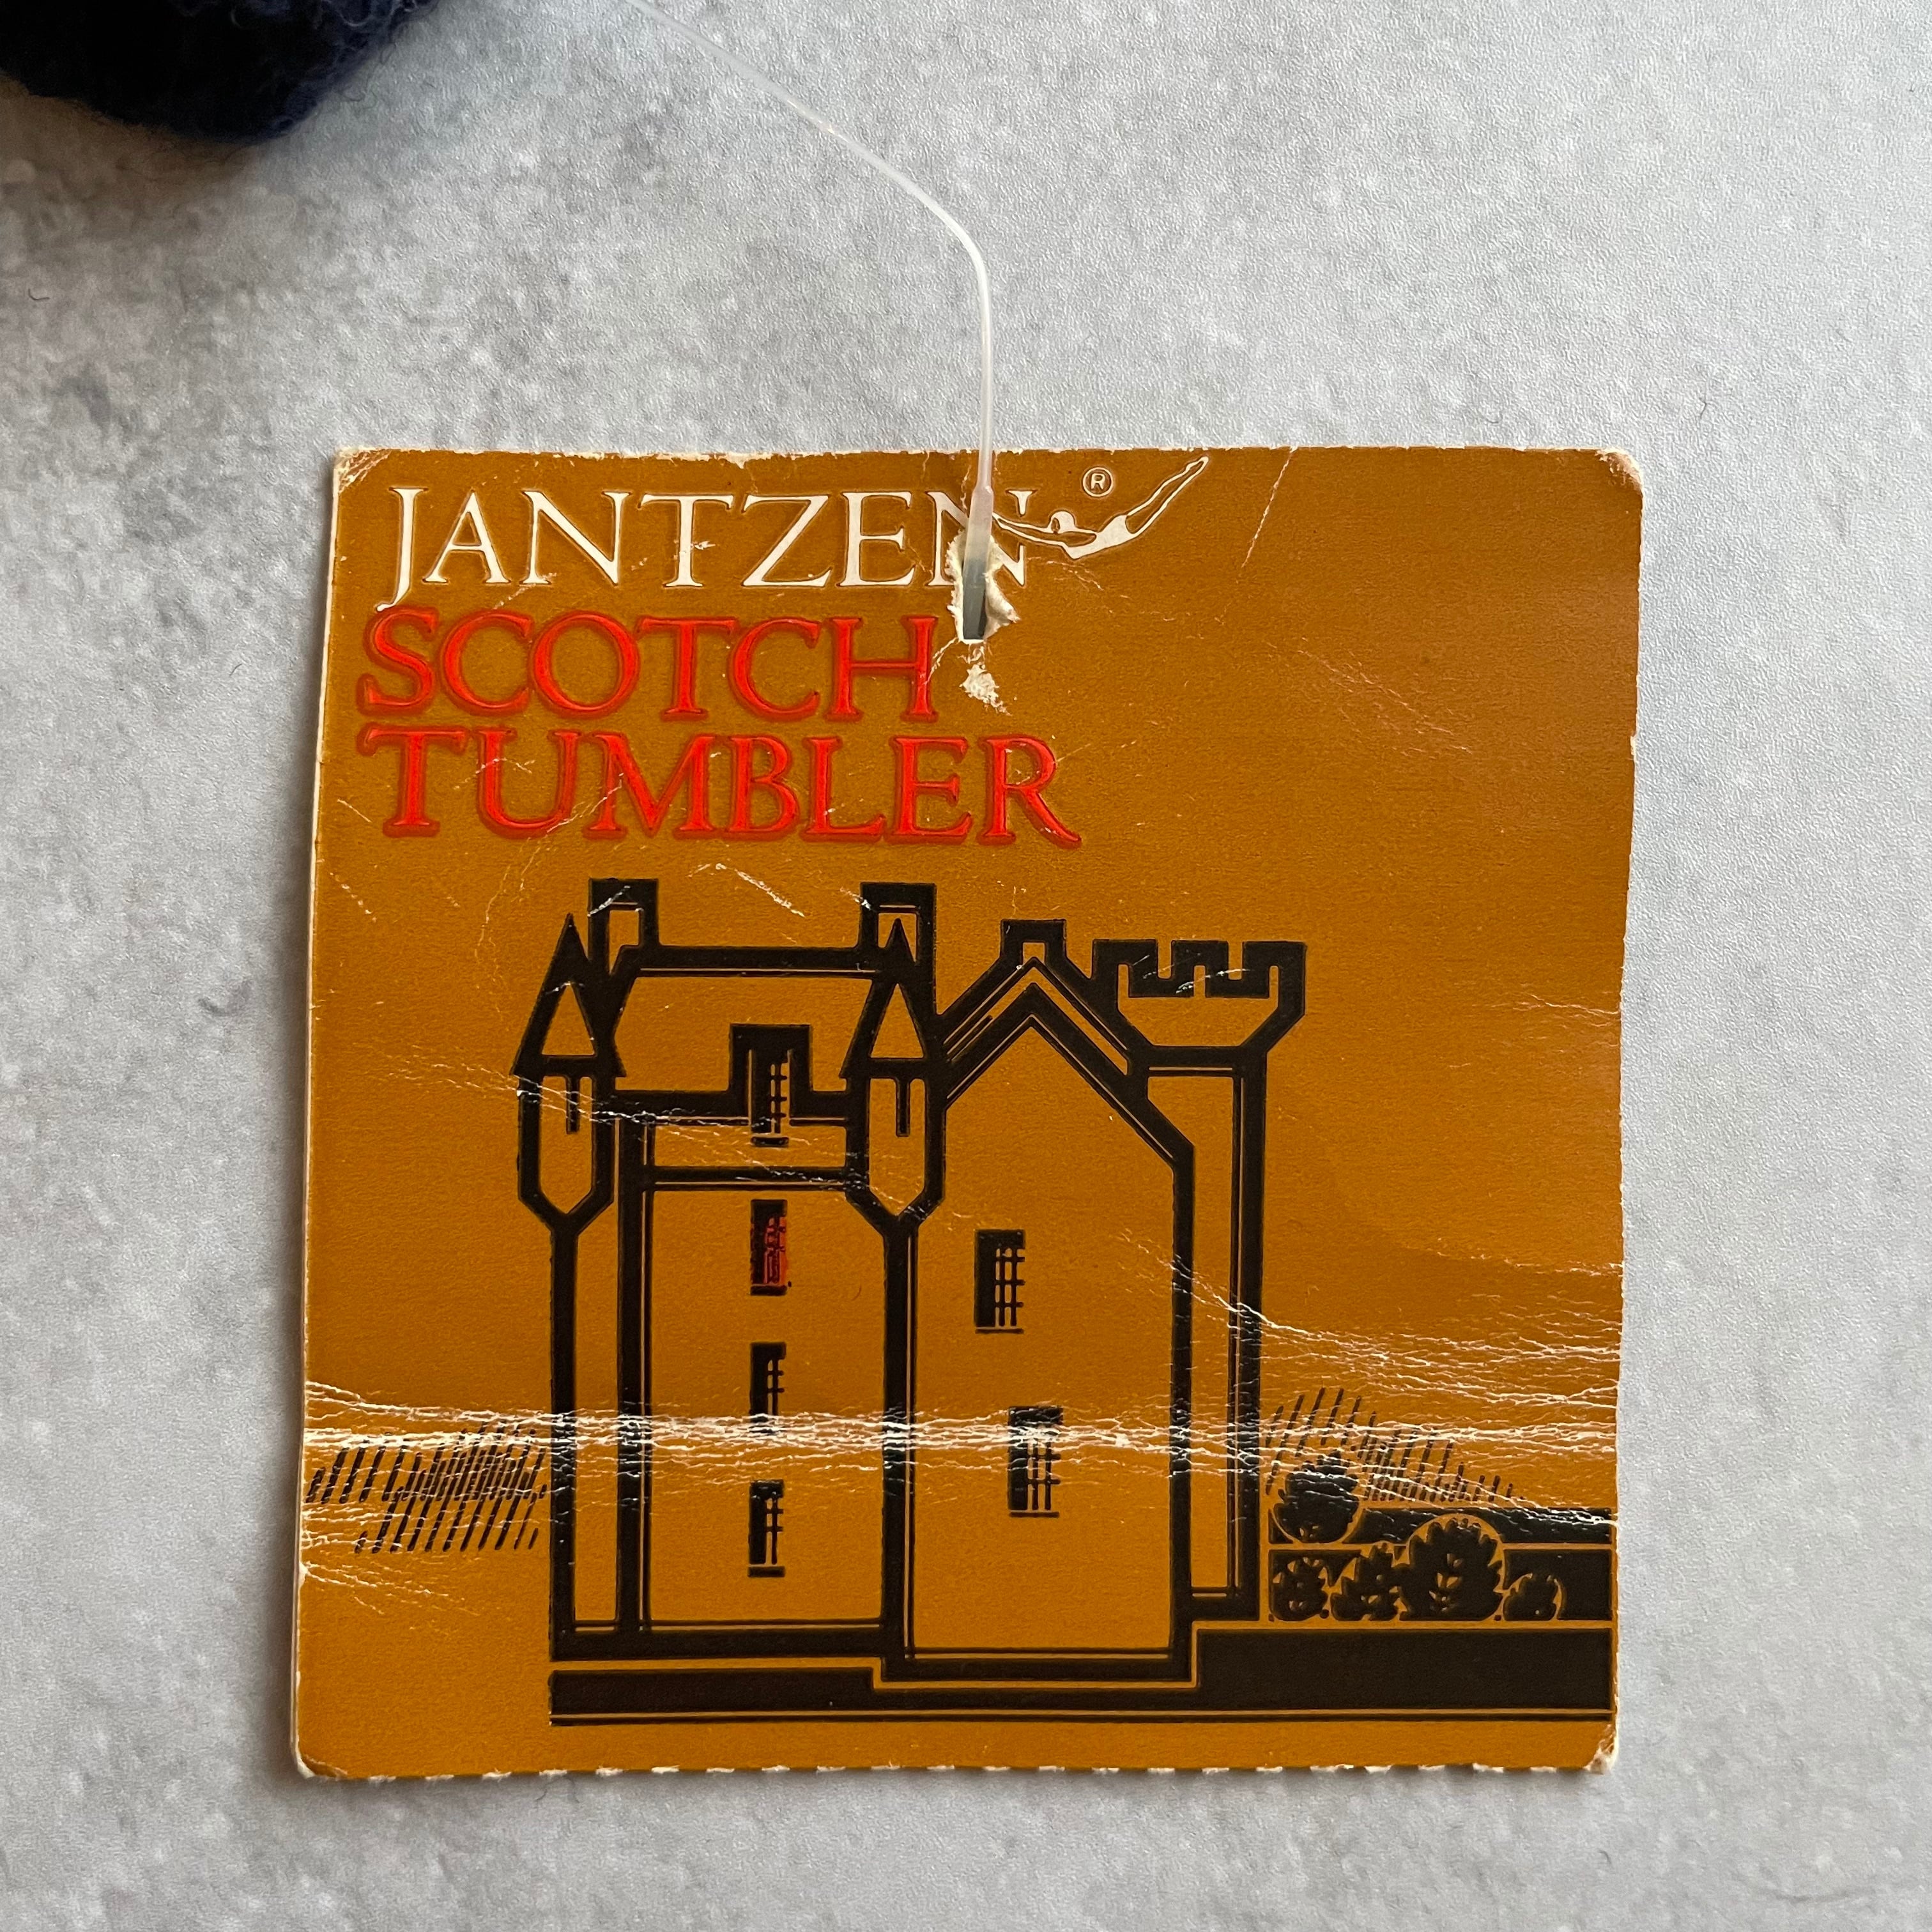 JANTZEN ®
SCOTCH
TUMBLER